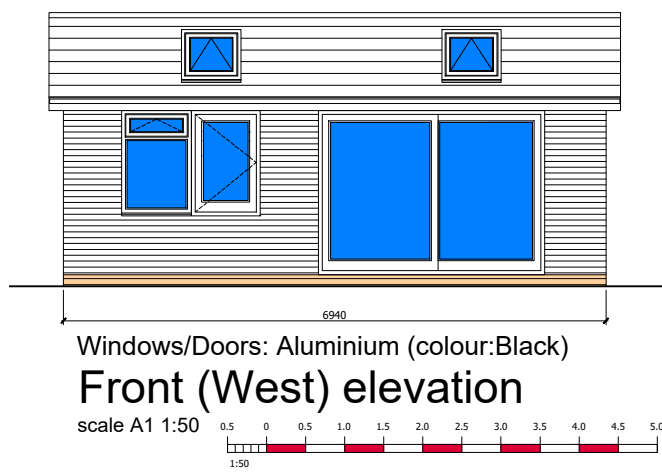 6940
Windows/Doors: Aluminium (colour:Black)
Front (West) elevation
scale A1 1:50
0.5 0 0.5 1.0 1.5 2.0 2.5 3.0 3.5 4.0 4.5 5.0
1:50